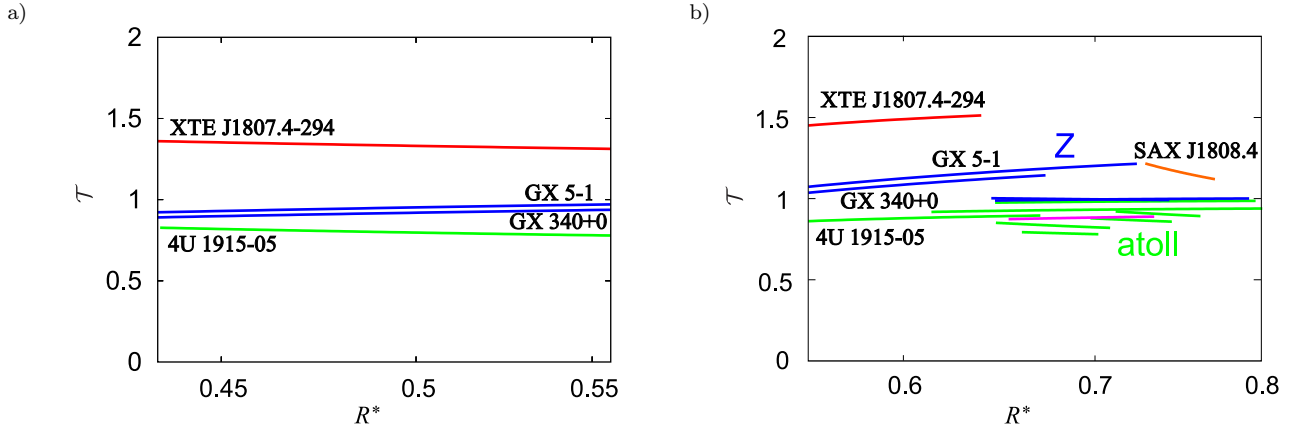 a)
2
1.5
1
0.5
0
𝒯
XTE J1807.4-294
GX 5-1
GX 340+0
4U 1915-05
0.45
0.5
0.55
R*
b)
2
1.5
1
0.5
0
𝒯
XTE J1807.4-294
Z
SAX J1808.4
GX 5-1
GX 340+0
4U 1915-05
atoll
0.6
0.7
0.8
R*